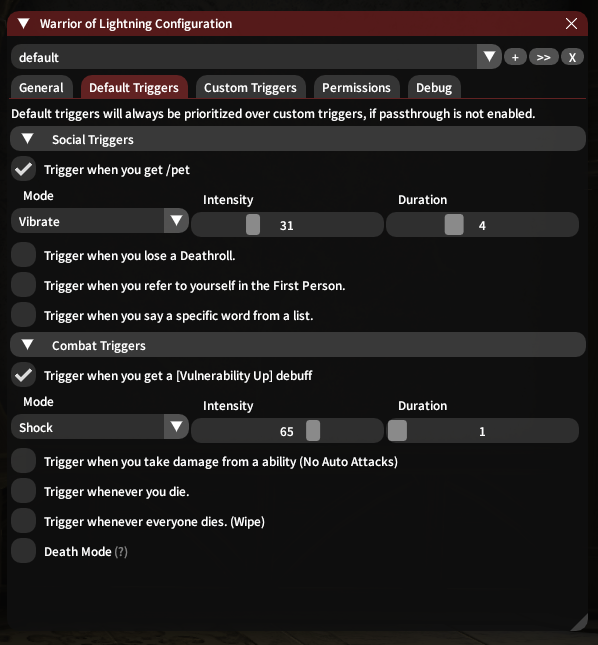 Warrior of Lightning Configuration
default
+ >> X
General Default Triggers Custom Triggers Permissions Debug
Default triggers will always be prioritized over custom triggers, if passthrough is not enabled.
Social Triggers
Trigger when you get /pet
Mode Intensity Duration
Vibrate 31 4
Trigger when you lose a Deathroll.
Trigger when you refer to yourself in the First Person.
Trigger when you say a specific word from a list.
Combat Triggers
Trigger when you get a [Vulnerability Up] debuff
Mode Intensity Duration
Shock 65 1
Trigger when you take damage from a ability (No Auto Attacks)
Trigger whenever you die.
Trigger whenever everyone dies. (Wipe)
Death Mode (?)